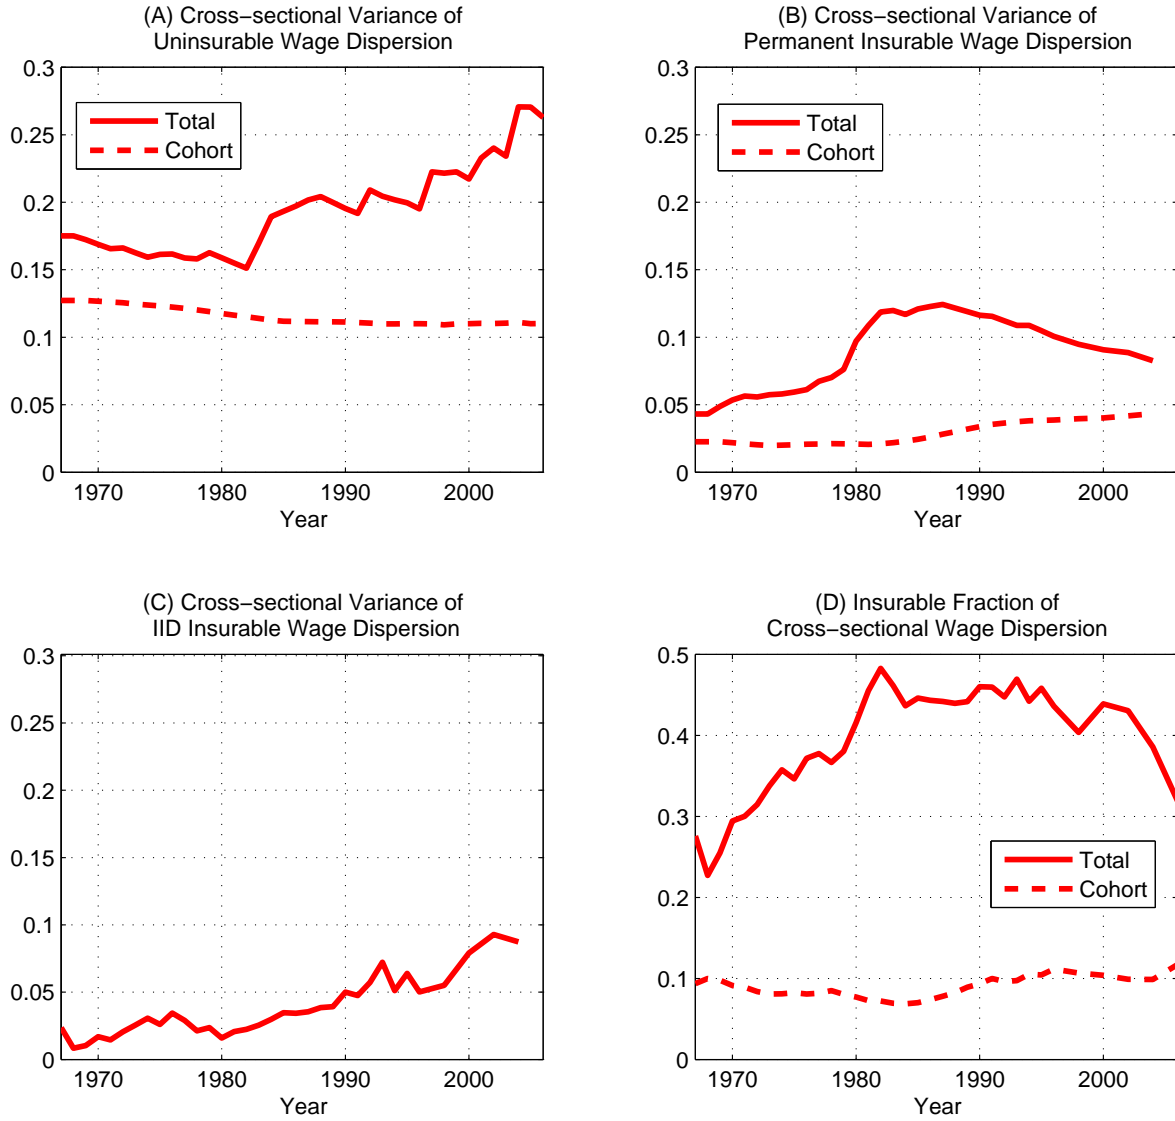 (A) Cross−sectional Variance of
Uninsurable Wage Dispersion
0.3
0.25
0.2
0.15
0.1
0.05
0
Total
Cohort
1970 1980 1990 2000
Year
(B) Cross−sectional Variance of
Permanent Insurable Wage Dispersion
0.3
0.25
0.2
0.15
0.1
0.05
0
Total
Cohort
1970 1980 1990 2000
Year
(C) Cross−sectional Variance of
IID Insurable Wage Dispersion
0.3
0.25
0.2
0.15
0.1
0.05
0
1970 1980 1990 2000
Year
(D) Insurable Fraction of
Cross−sectional Wage Dispersion
0.5
0.4
0.3
0.2
0.1
0
Total
Cohort
1970 1980 1990 2000
Year